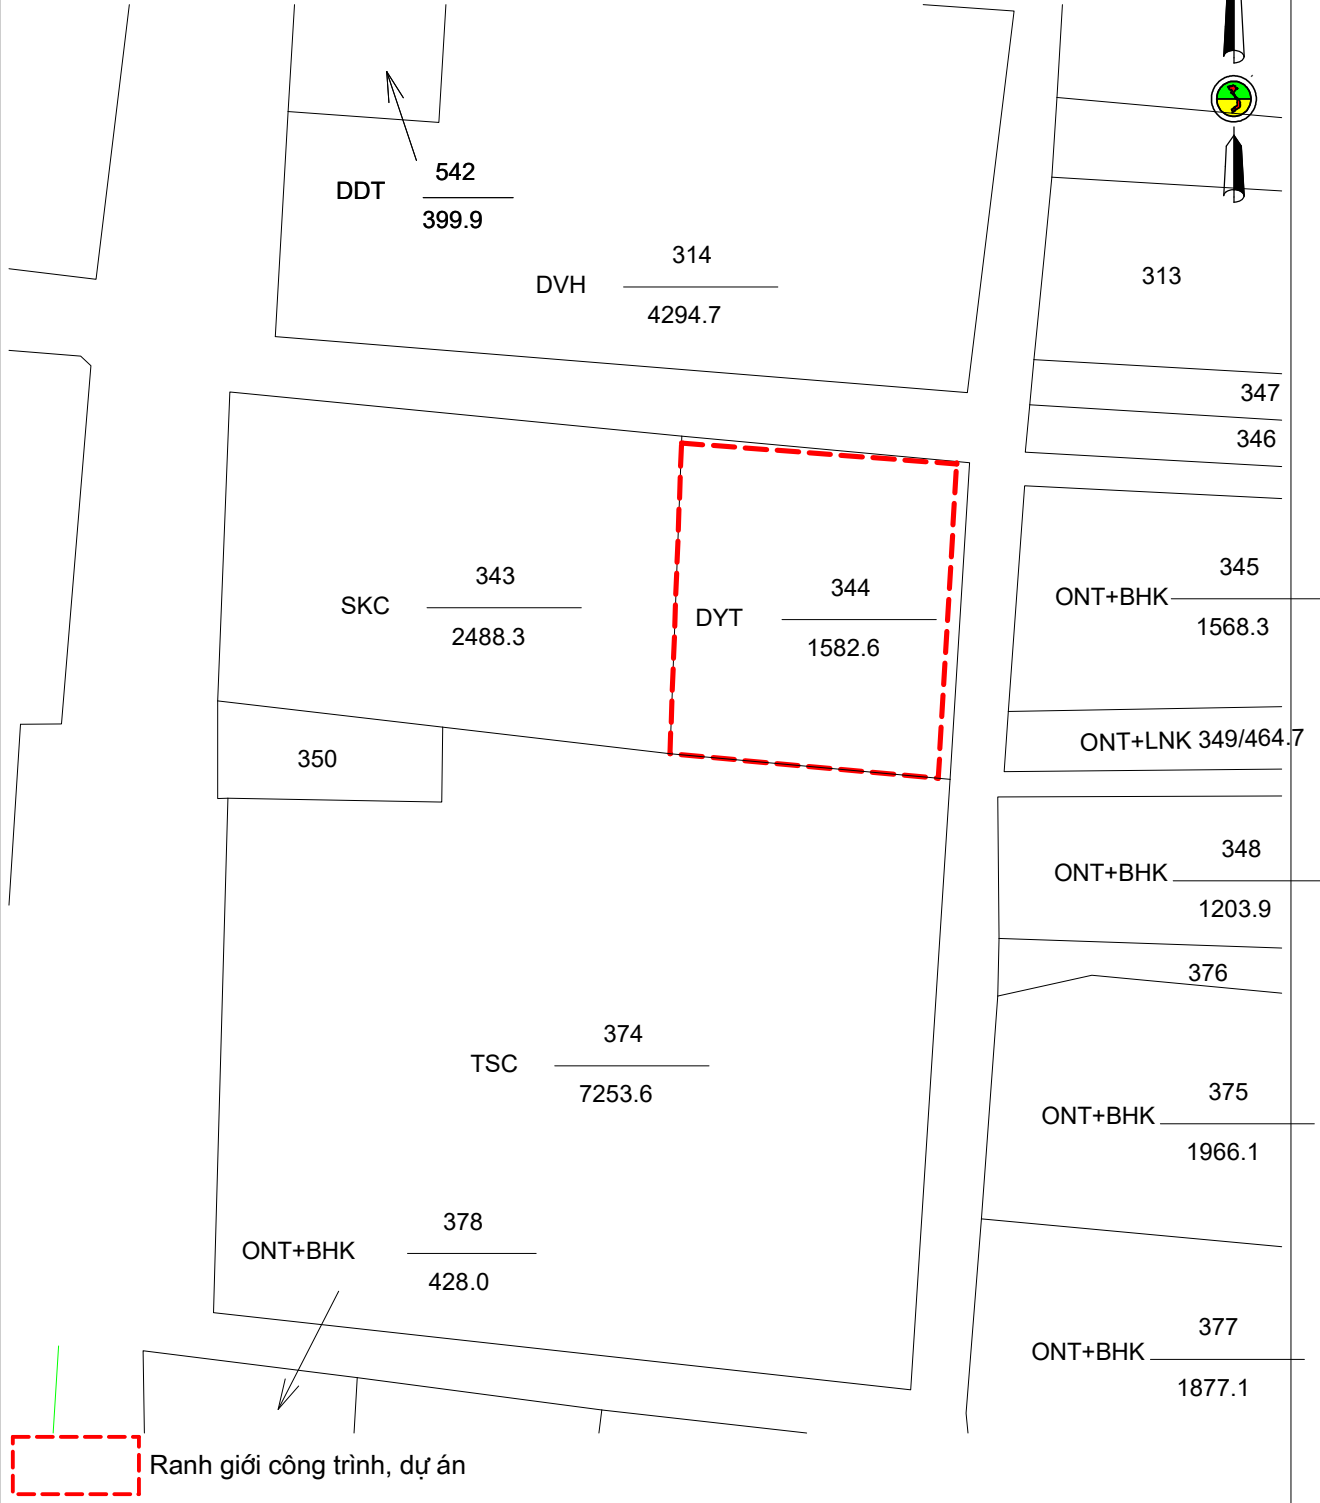 542
DDT
399.9
314
DVH
4294.7
313
347
346
343
SKC
2488.3
344
DYT
1582.6
345
ONT+BHK
1568.3
ONT+LNK 349/464.7
350
348
ONT+BHK
1203.9
376
374
TSC
7253.6
375
ONT+BHK
1966.1
378
ONT+BHK
428.0
377
ONT+BHK
1877.1
Ranh giới công trình, dự án